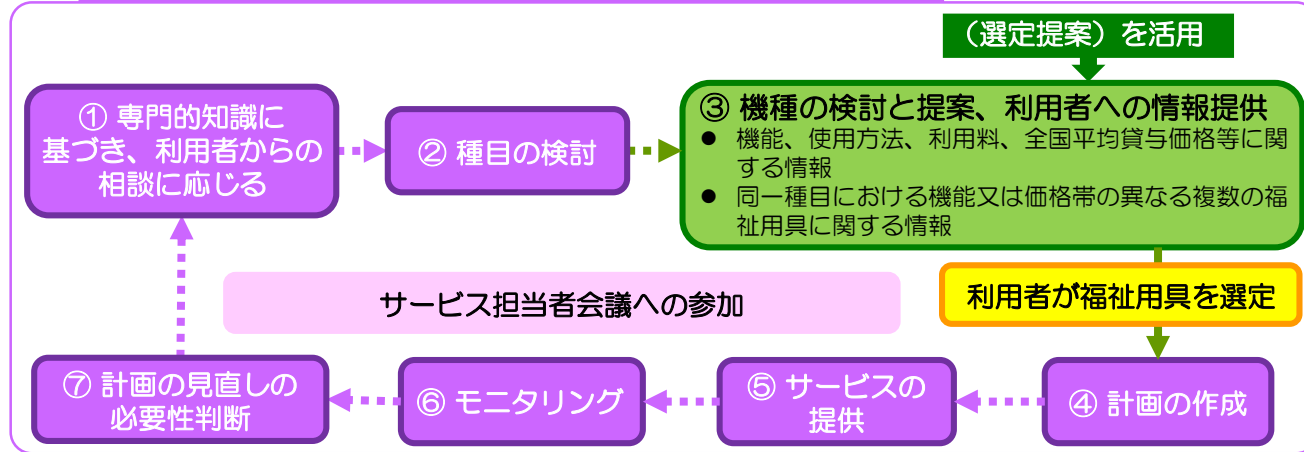 （選定提案）を活用
① 専門的知識に
基づき、利用者からの
相談に応じる
② 種目の検討
③ 機種の検討と提案、利用者への情報提供
● 機能、使用方法、利用料、全国平均貸与価格等に関
する情報
● 同一種目における機能又は価格帯の異なる複数の福
祉用具に関する情報
利用者が福祉用具を選定
サービス担当者会議への参加
④ 計画の作成
⑤ サービスの
提供
⑥ モニタリング
⑦ 計画の見直しの
必要性判断